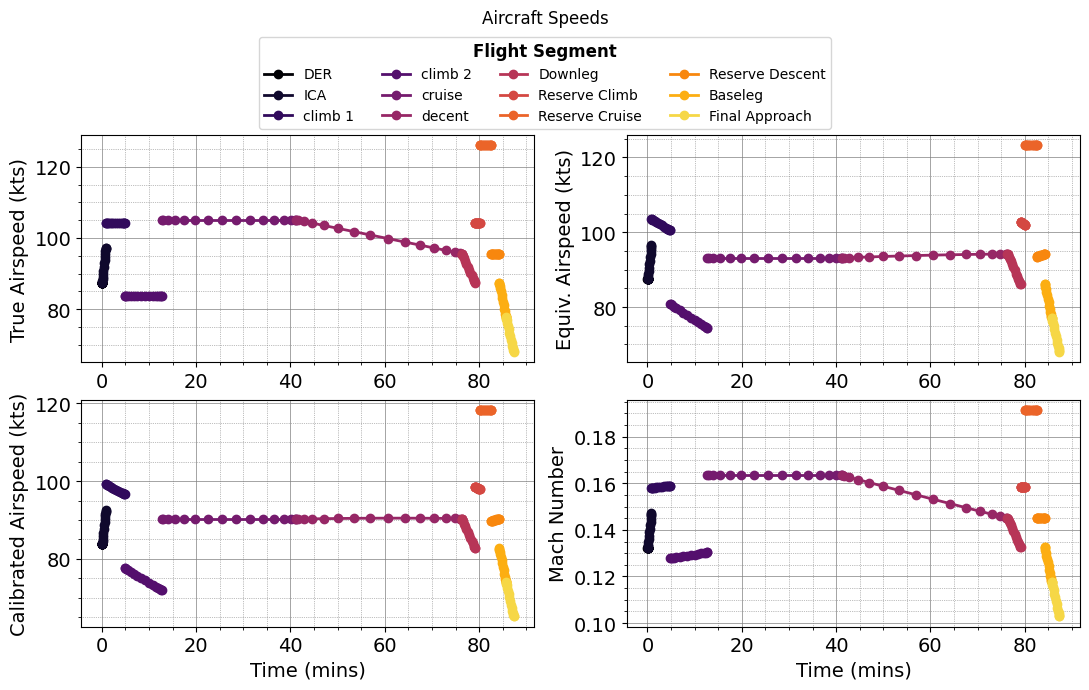 Aircraft Speeds
Flight Segment
DER
ICA
climb 1
climb 2
cruise
decent
Downleg
Reserve Climb
Reserve Cruise
Reserve Descent
Baseleg
Final Approach
True Airspeed (kts)
120
100
80
0 20 40 60 80
Equiv. Airspeed (kts)
120
100
80
0 20 40 60 80
Calibrated Airspeed (kts)
120
100
80
0 20 40 60 80
Time (mins)
Mach Number
0.18
0.16
0.14
0.12
0.10
0 20 40 60 80
Time (mins)